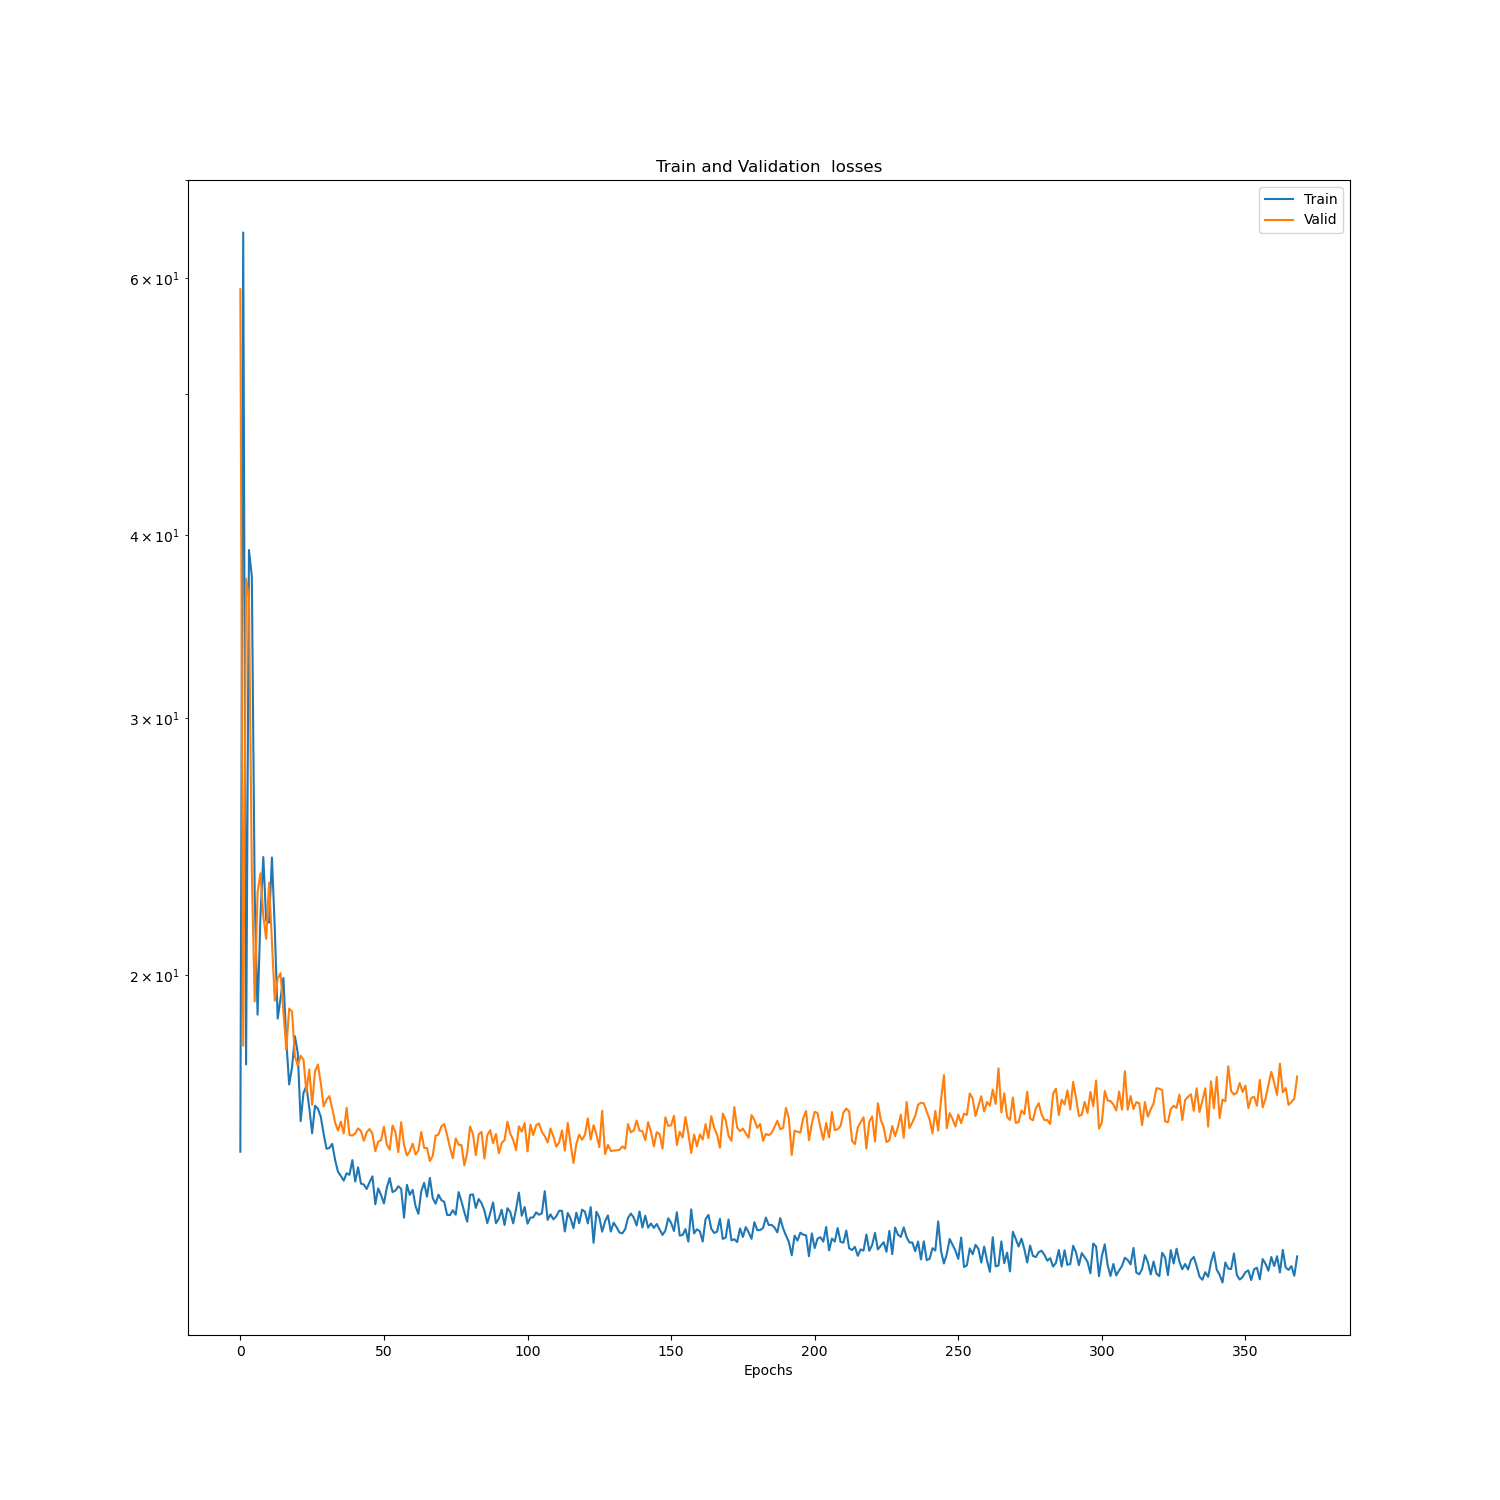 Train and Validation  losses
Train
Valid
6 × 10¹
4 × 10¹
3 × 10¹
2 × 10¹
0 50 100 150 200 250 300 350
Epochs